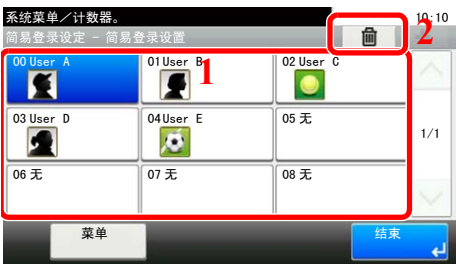 系统菜单／计数器。
10:10
简易登录设定 - 简易登录设置
2
00 User A
01 User B
1
02 User C
03 User D
04 User E
05 无
1/1
06 无
07 无
08 无
菜单
结束